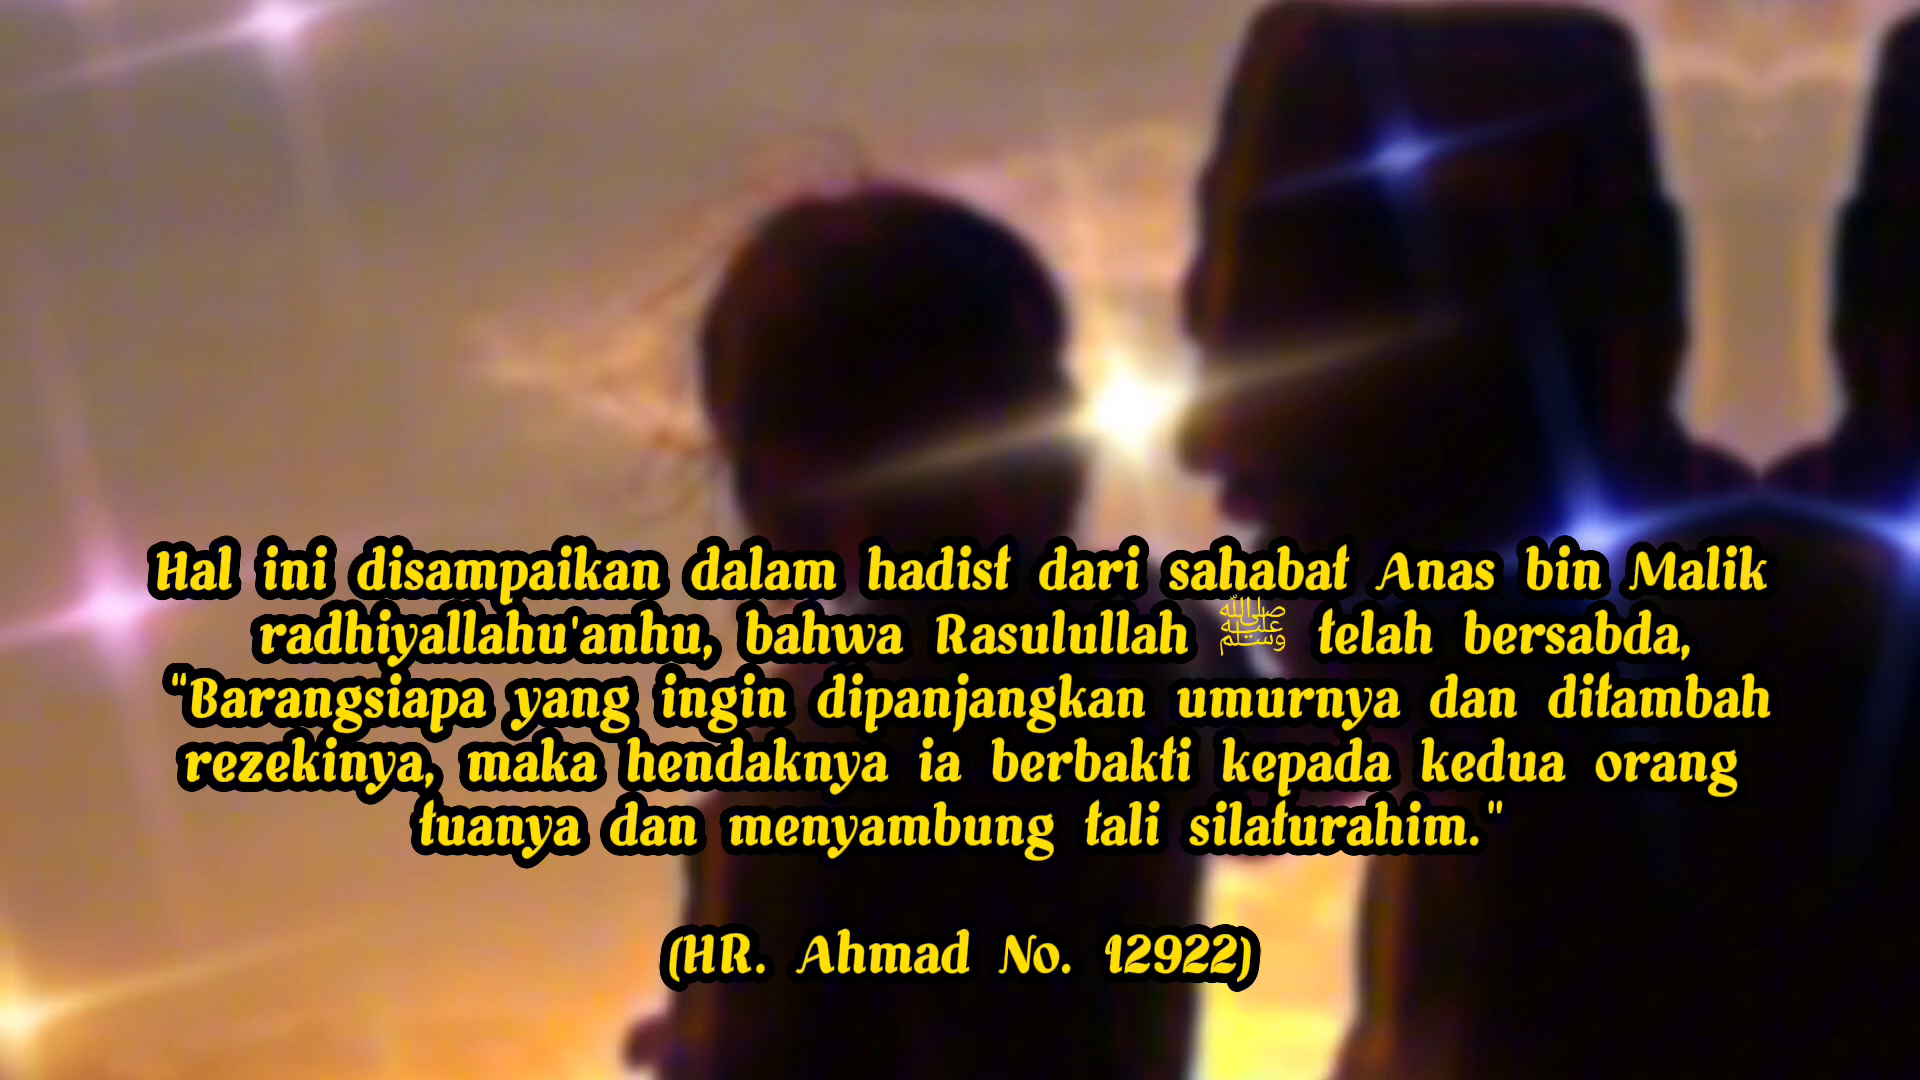 Hal ini disampaikan dalam hadist dari sahabat Anas bin Malik
radhiyallahu'anhu, bahwa Rasulullah ﷺ telah bersabda,
"Barangsiapa yang ingin dipanjangkan umurnya dan ditambah
rezekinya, maka hendaknya ia berbakti kepada kedua orang
tuanya dan menyambung tali silaturahim."
(HR. Ahmad No. 12922)